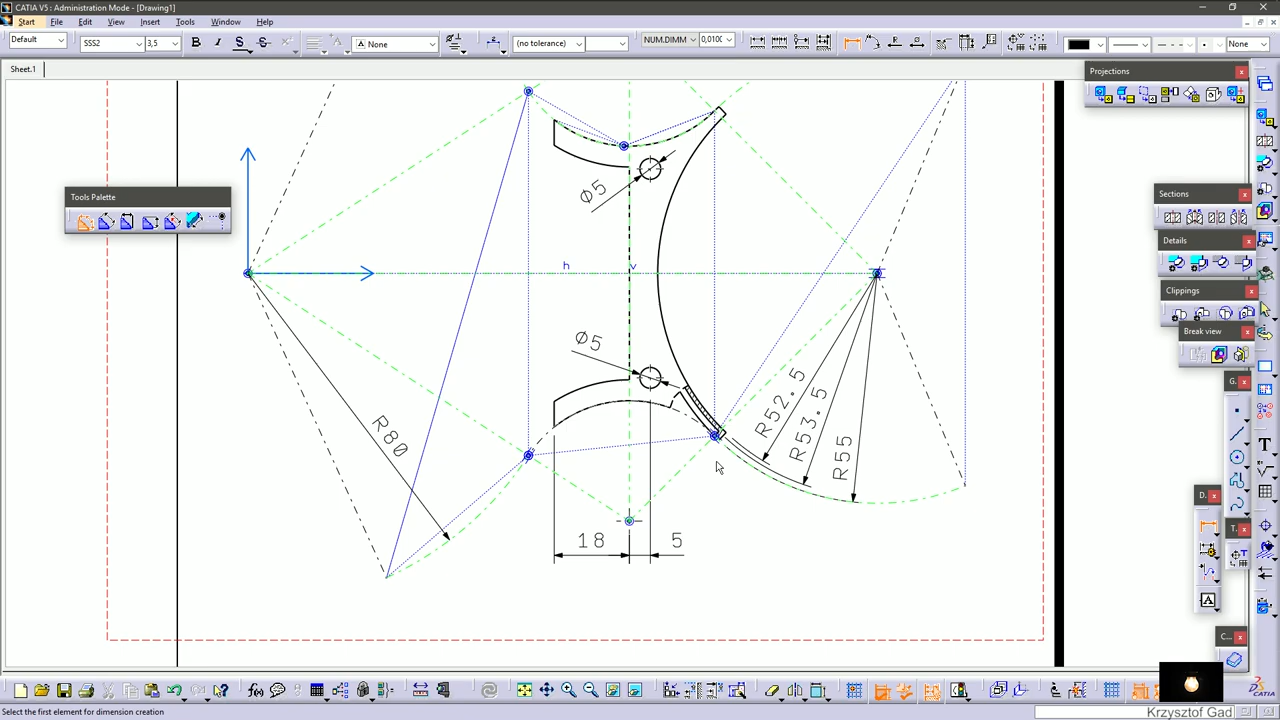 CATIA V5 : Administration Mode - [Drawing1]
Start File Edit View Insert Tools Window Help
Default SSS2 3,5 B I S S None (no tolerance) NUM.DIMM 0,0100 None
Sheet.1
Projections
Tools Palette
Sections
Details
Clippings
Break view
G.
D..
T.
C...
Ø5
h
v
Ø5
R80
R52.5
R53.5
R55
18
5
Select the first element for dimension creation
Krzysztof Gad
CATIA